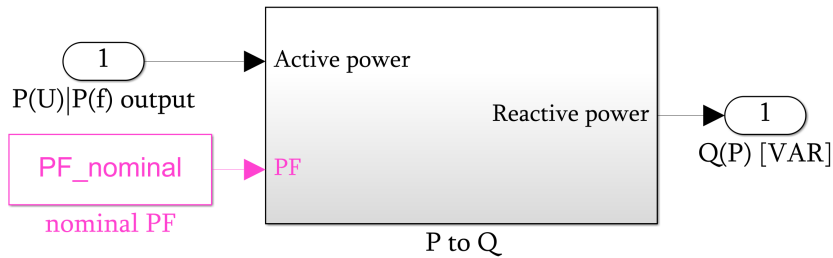 1
P(U)|P(f) output
Active power
PF_nominal
nominal PF
PF
Reactive power
P to Q
1
Q(P) [VAR]